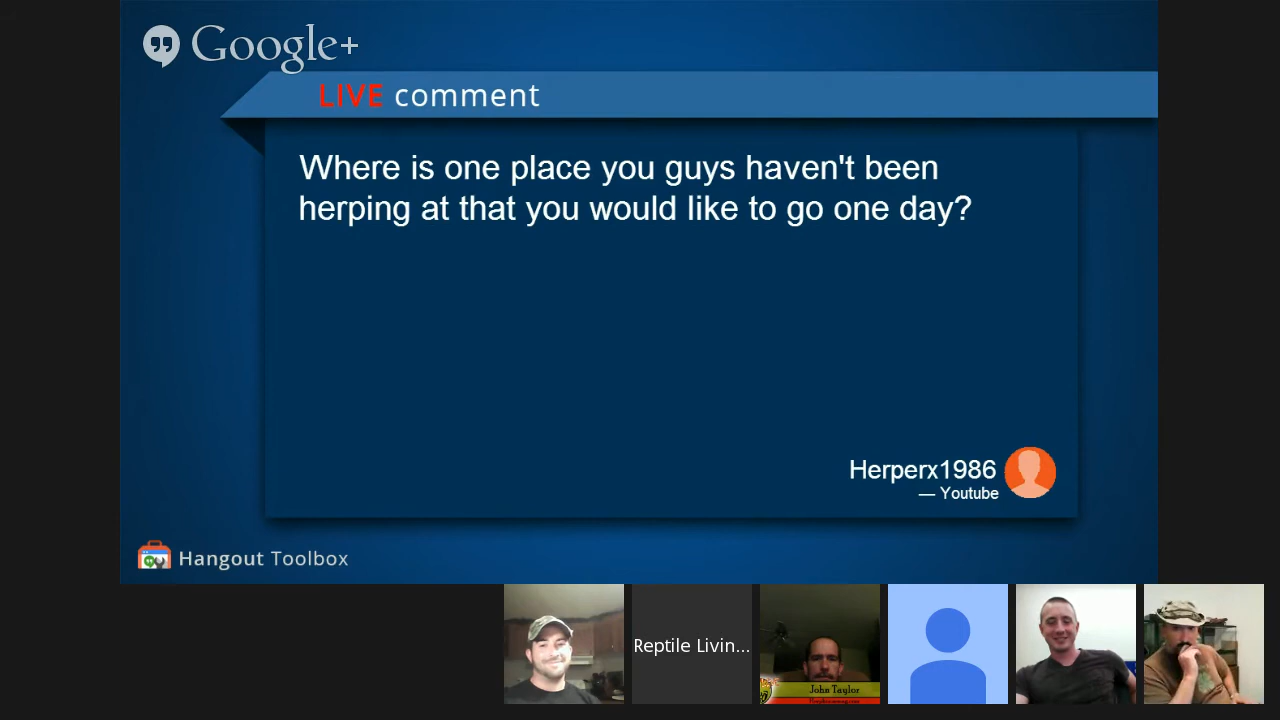 Google+
LIVE comment
Where is one place you guys haven't been
herping at that you would like to go one day?
Herperx1986
— Youtube
Hangout Toolbox
Reptile Livin...
John Taylor